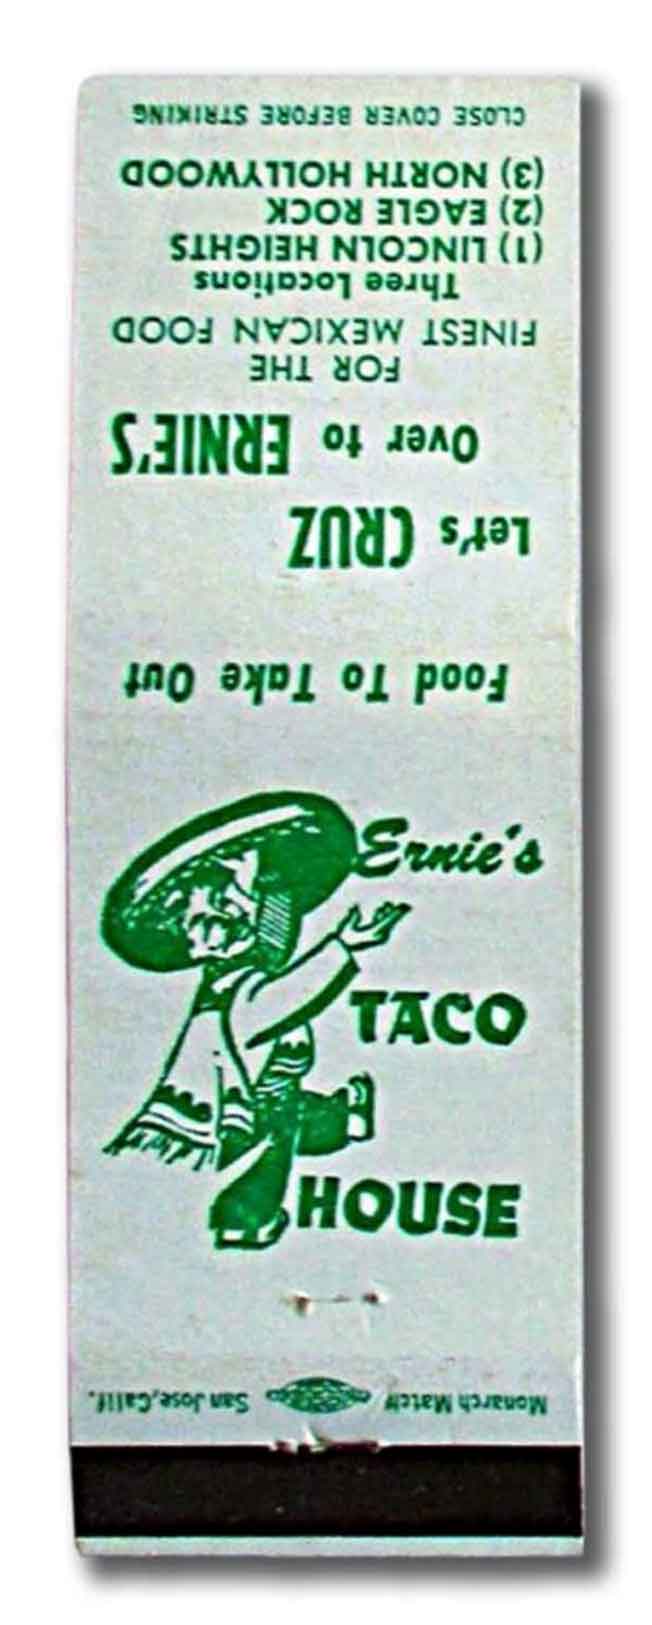 Ernie's
TACO
HOUSE
Food To Take Out
Let's CRUZ
Over to ERNIE'S
FOR THE
FINEST MEXICAN FOOD
Three Locations
(1) LINCOLN HEIGHTS
(2) EAGLE ROCK
(3) NORTH HOLLYWOOD
CLOSE COVER BEFORE STRIKING
Monarch Match San Jose, Calif.